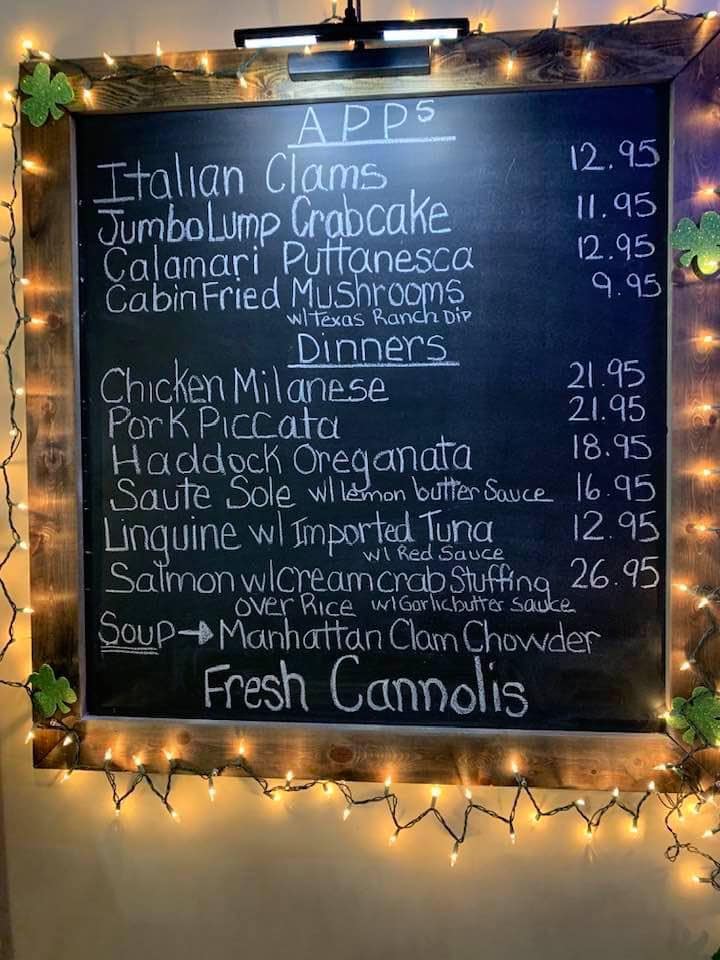 APPs
Italian Clams 12.95
Jumbo Lump Crabcake 11.95
Calamari Puttanesca 12.95
Cabin Fried Mushrooms 9.95
w/Texas Ranch Dip
Dinners
Chicken Milanese 21.95
Pork Piccata 21.95
Haddock Oreganata 18.95
Saute Sole w/lemon butter Sauce 16.95
Linguine w/Imported Tuna 12.95
w/Red Sauce
Salmon w/cream crab Stuffing 26.95
over Rice w/Garlic butter Sauce
Soup→Manhattan Clam Chowder
Fresh Cannolis